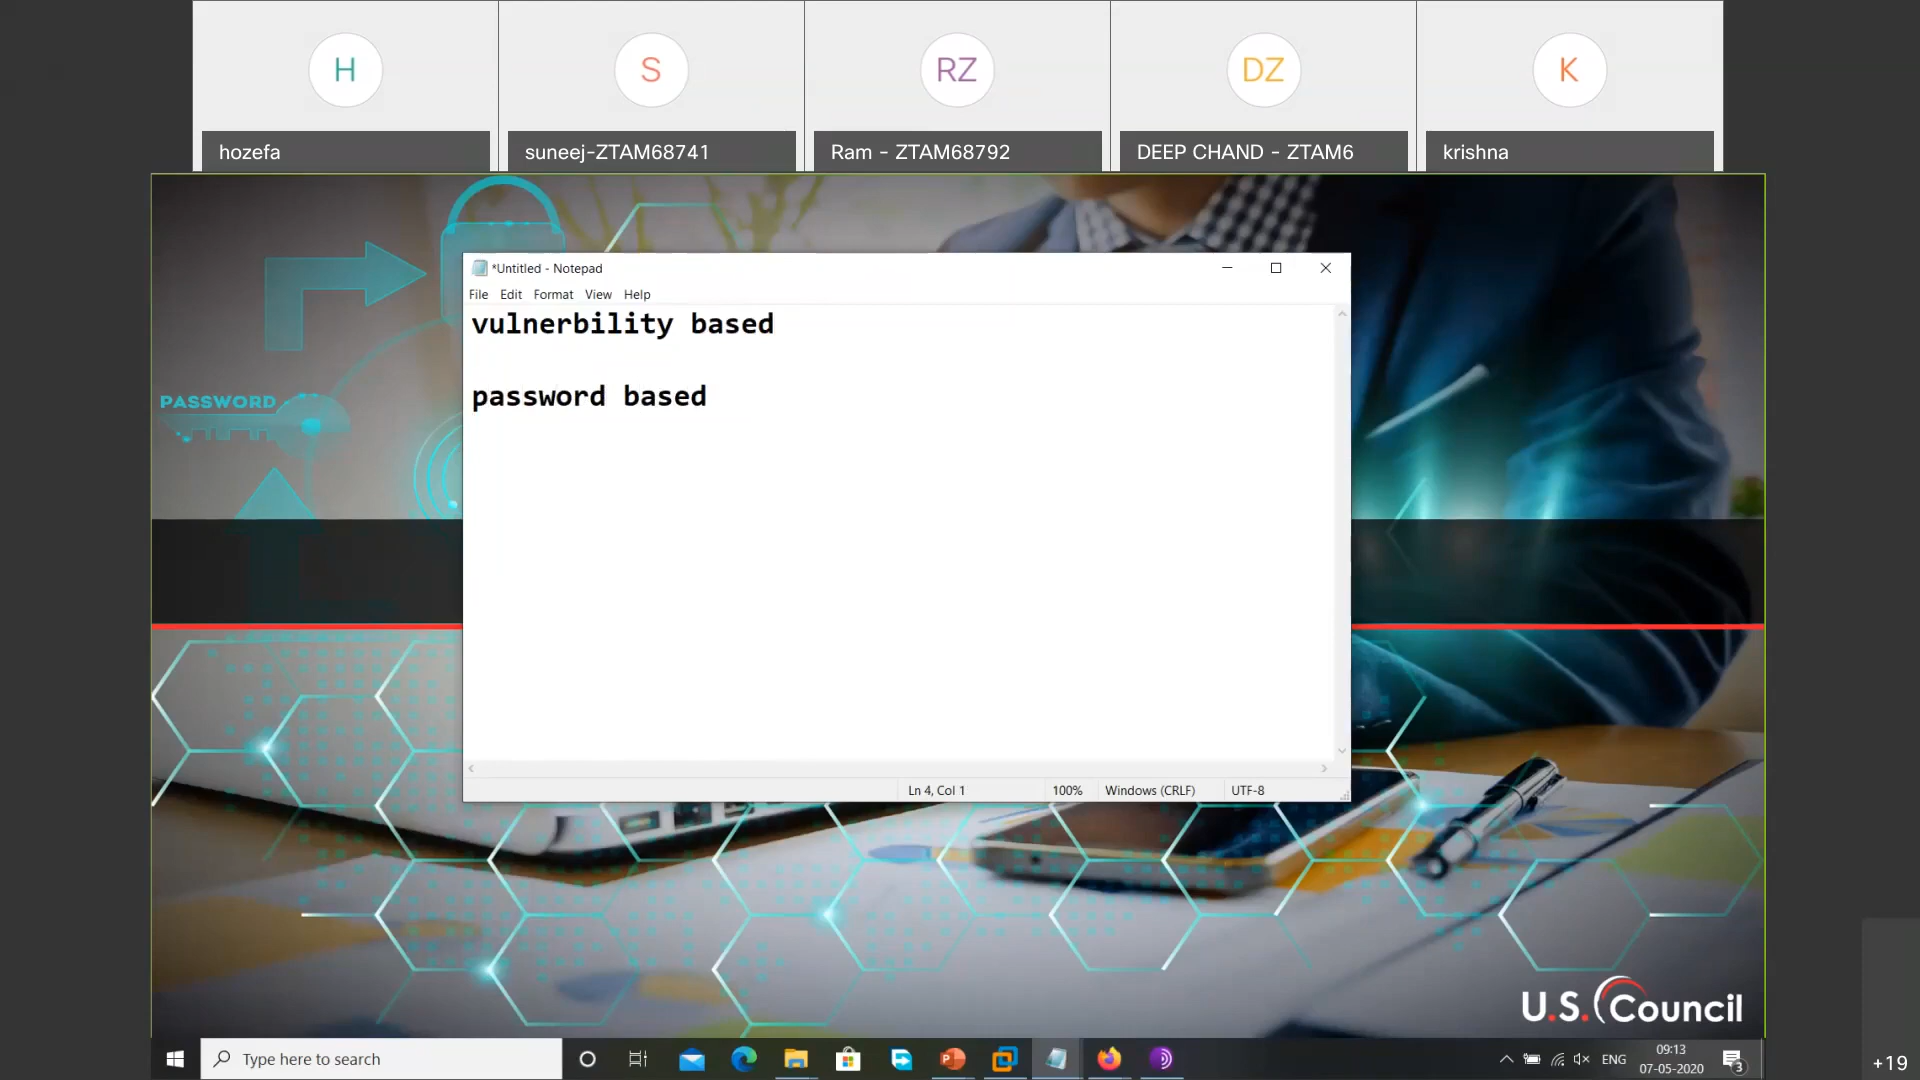 H
S
RZ
DZ
K
hozefa
suneej-ZTAM68741
Ram - ZTAM68792
DEEP CHAND - ZTAM6
krishna
*Untitled - Notepad
File Edit Format View Help
vulnerbility based
password based
PASSWORD
Ln 4, Col 1
100%
Windows (CRLF)
UTF-8
U.S. Council
Type here to search
ENG
09:13
07-05-2020
3
+19